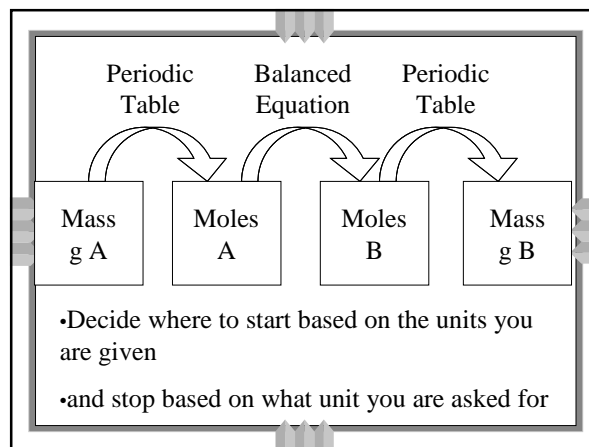 Periodic Table
Balanced Equation
Periodic Table
Mass g A
Moles A
Moles B
Mass g B
•Decide where to start based on the units you
are given
•and stop based on what unit you are asked for